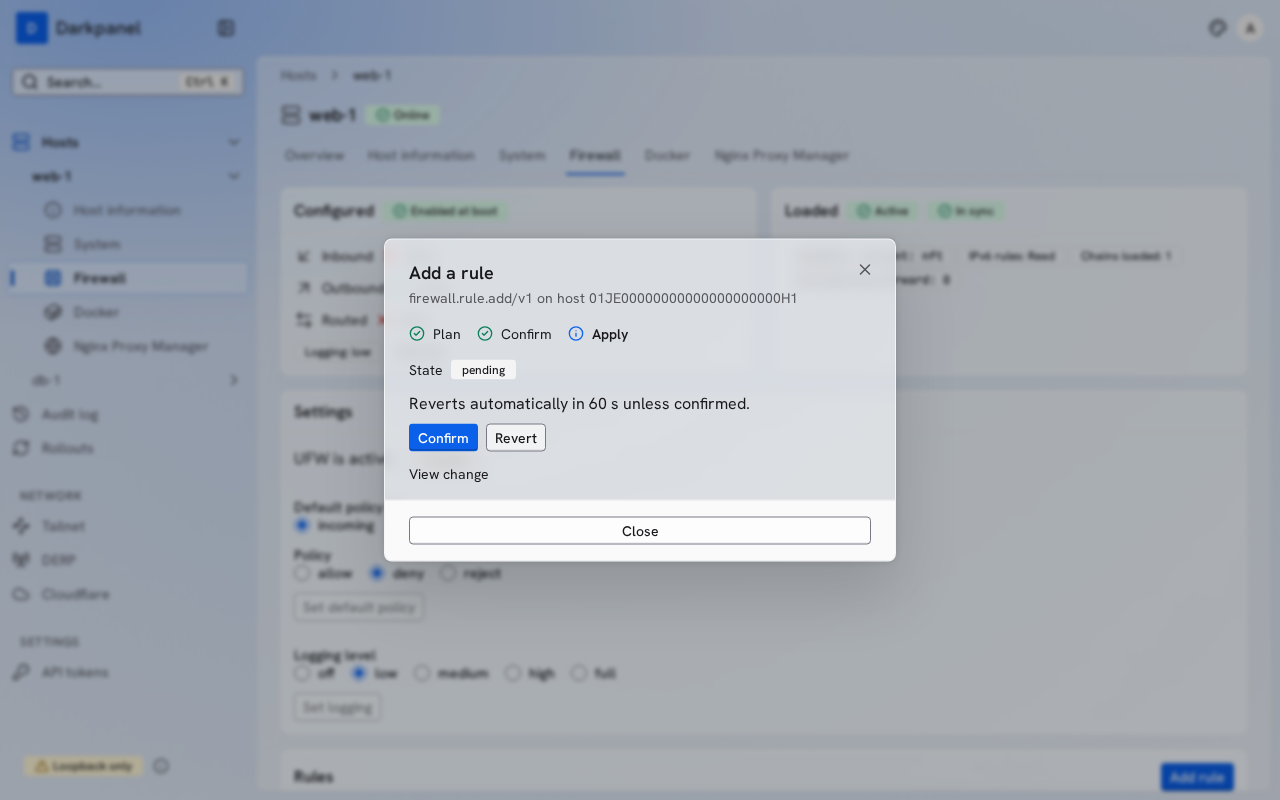 D Darkpanel
A
Search... Ctrl K
Hosts
web-1
Host information
System
Firewall
Docker
Nginx Proxy Manager
db-1
Audit log
Rollouts
NETWORK
Tailnet
DERP
Cloudflare
SETTINGS
API tokens
Loopback only
Hosts > web-1
web-1 Online
Overview Host information System Firewall Docker Nginx Proxy Manager
Configured Enabled at boot
Inbound
Outbound
Routed
Logging low
Loaded Active In sync
IPv6 rules: Read Chains loaded: 1
Settings
UFW is active
Default policy
incoming
Policy
allow deny reject
Set default policy
Logging level
off low medium high full
Set logging
Rules Add rule
Add a rule
firewall.rule.add/v1 on host 01JE00000000000000000000H1
Plan Confirm Apply
State pending
Reverts automatically in 60 s unless confirmed.
Confirm Revert
View change
Close